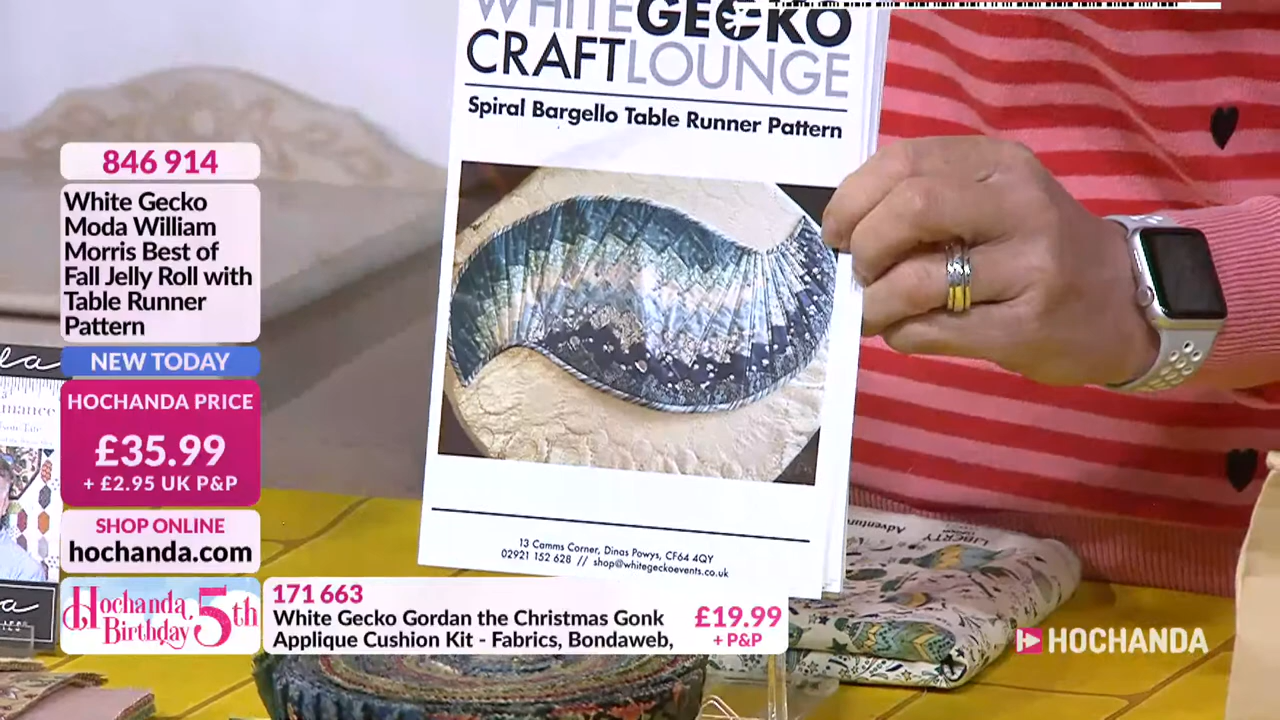 WHITEGECKO
CRAFTLOUNGE
Spiral Bargello Table Runner Pattern
846 914
White Gecko
Moda William
Morris Best of
Fall Jelly Roll with
Table Runner
Pattern
NEW TODAY
HOCHANDA PRICE
£35.99
+ £2.95 UK P&P
SHOP ONLINE
hochanda.com
13 Camms Corner, Dinas Powys, CF64 4QY
02921 152 628 // shop@whitegeckoevents.co.uk
LIBERTY
Adventur
Hochanda
Birthday
5th
171 663
White Gecko Gordan the Christmas Gonk
Applique Cushion Kit - Fabrics, Bondaweb,
£19.99
+ P&P
HOCHANDA